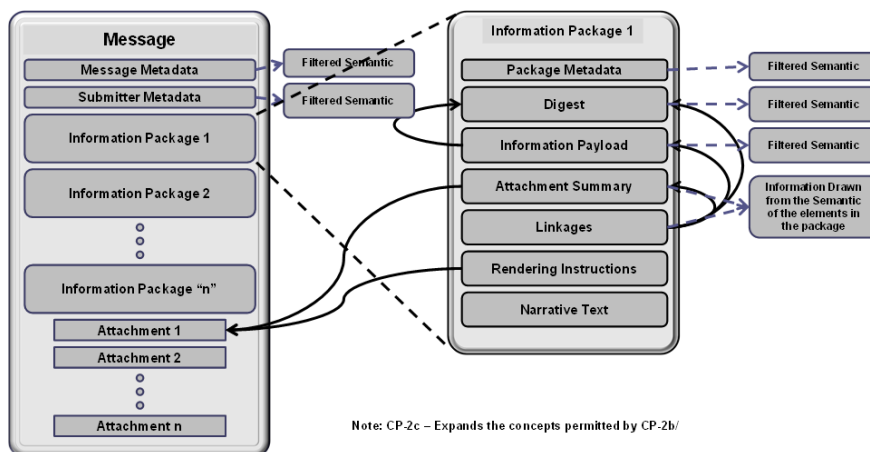 Message
Message Metadata
Submitter Metadata
Information Package 1
Information Package 2
Information Package “n”
Attachment 1
Attachment 2
Attachment n
Filtered Semantic
Filtered Semantic
Information Package 1
Package Metadata
Digest
Information Payload
Attachment Summary
Linkages
Rendering Instructions
Narrative Text
Filtered Semantic
Filtered Semantic
Filtered Semantic
Information Drawn
from the Semantic
of the elements in
the package
Note: CP-2c – Expands the concepts permitted by CP-2b/